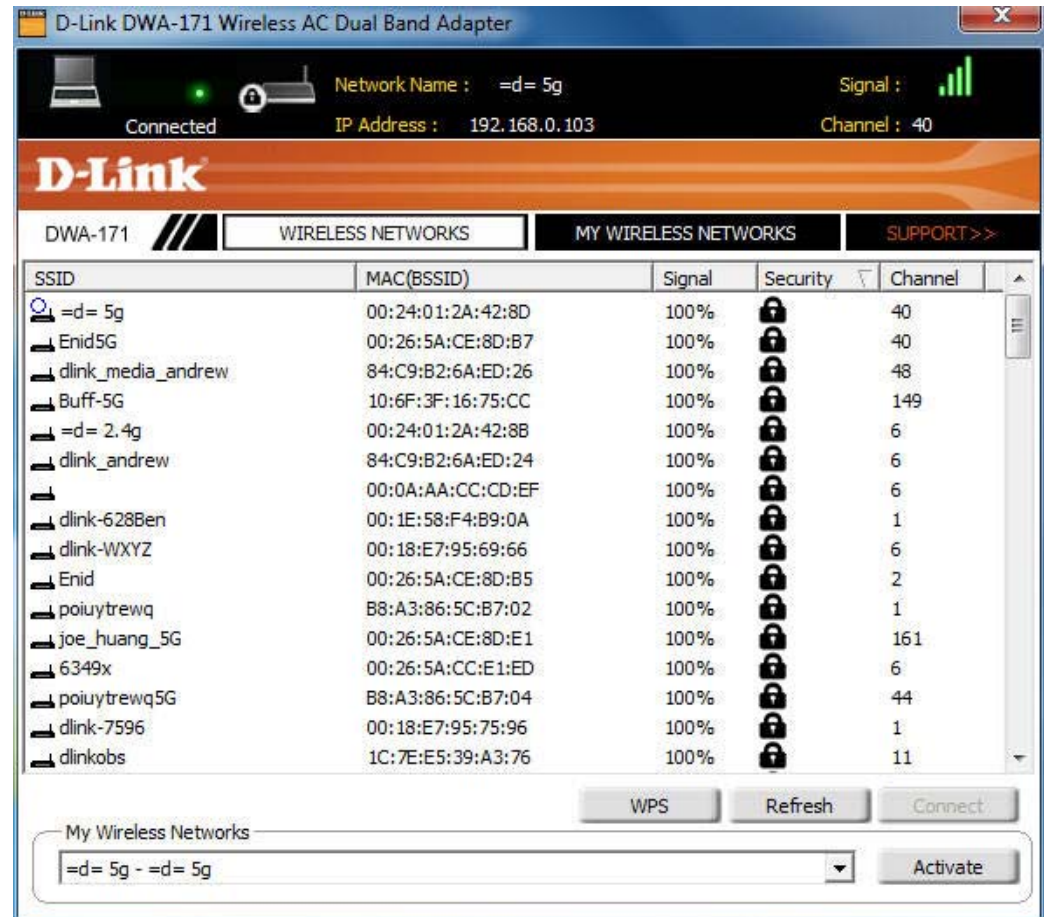 D-Link DWA-171 Wireless AC Dual Band Adapter
Network Name : =d= 5g Signal :
Connected IP Address : 192.168.0.103 Channel : 40
D-Link
DWA-171 WIRELESS NETWORKS MY WIRELESS NETWORKS SUPPORT>>
SSID MAC(BSSID) Signal Security Channel
=d= 5g 00:24:01:2A:42:8D 100% 40
Enid5G 00:26:5A:CE:8D:B7 100% 40
dlink_media_andrew 84:C9:B2:6A:ED:26 100% 48
Buff-5G 10:6F:3F:16:75:CC 100% 149
=d= 2.4g 00:24:01:2A:42:8B 100% 6
dlink_andrew 84:C9:B2:6A:ED:24 100% 6
00:0A:AA:CC:CD:EF 100% 6
dlink-628Ben 00:1E:58:F4:B9:0A 100% 1
dlink-WXYZ 00:18:E7:95:69:66 100% 6
Enid 00:26:5A:CE:8D:B5 100% 2
poiuytrewq B8:A3:86:5C:B7:02 100% 1
joe_huang_5G 00:26:5A:CE:8D:E1 100% 161
6349x 00:26:5A:CC:E1:ED 100% 6
poiuytrewq5G B8:A3:86:5C:B7:04 100% 44
dlink-7596 00:18:E7:95:75:96 100% 1
dlinkobs 1C:7E:E5:39:A3:76 100% 11
WPS Refresh Connect
My Wireless Networks
=d= 5g - =d= 5g Activate